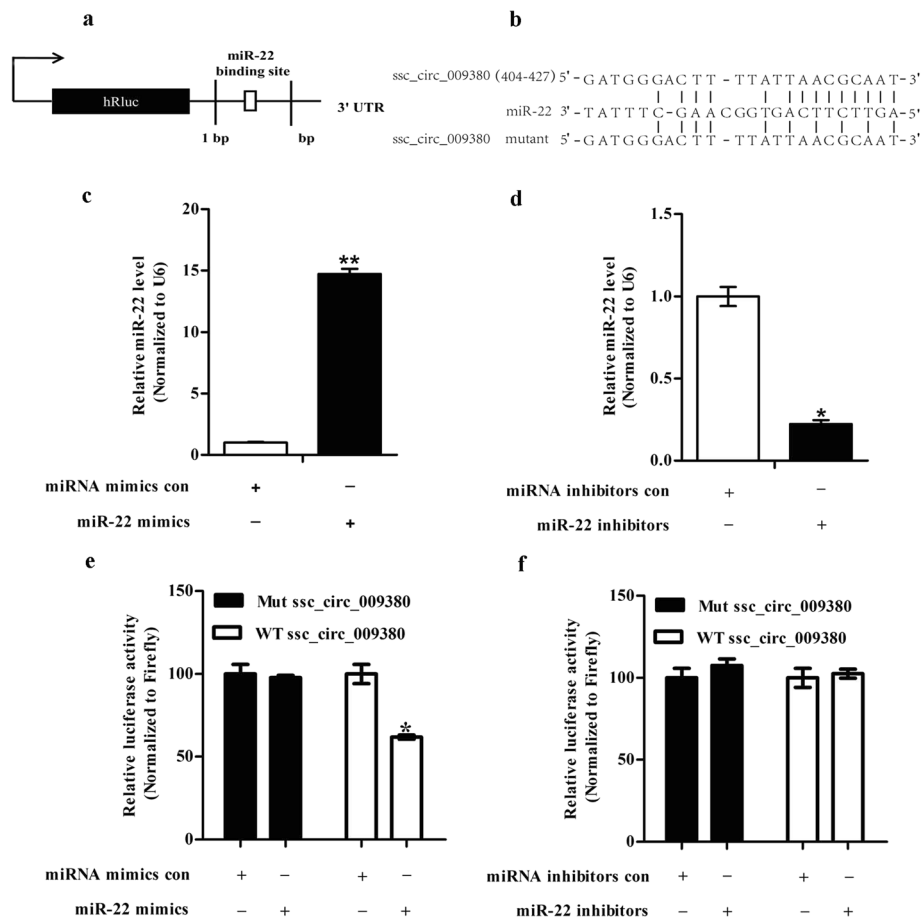 a
miR-22
binding site
hRluc
3' UTR
1 bp
bp
b
ssc_circ_009380 (404-427) 5'-GATGGGACTT-TTATTAACGCAAT-3'
miR-22 3'-TATTTC-GAACGGTGACTTCTTGA-5'
ssc_circ_009380 mutant 5'-GATGGGACTT-TTATTAACGCAAT-3'
c
Relative miR-22 level
(Normalized to U6)
20
15
10
5
0
**
miRNA mimics con + −
miR-22 mimics − +
d
Relative miR-22 level
(Normalized to U6)
1.5
1.0
0.5
0.0
*
miRNA inhibitors con + −
miR-22 inhibitors − +
e
Relative luciferase activity
(Normalized to Firefly)
150
100
50
0
Mut ssc_circ_009380
WT ssc_circ_009380
*
miRNA mimics con + − + −
miR-22 mimics − + − +
f
Relative luciferase activity
(Normalized to Firefly)
150
100
50
0
Mut ssc_circ_009380
WT ssc_circ_009380
miRNA inhibitors con + − + −
miR-22 inhibitors − + − +